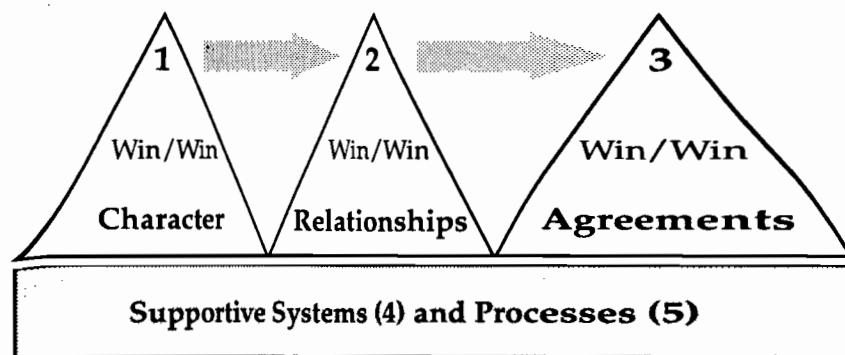 1 2 3
Win/Win Win/Win Win/Win
Character Relationships Agreements
Supportive Systems (4) and Processes (5)